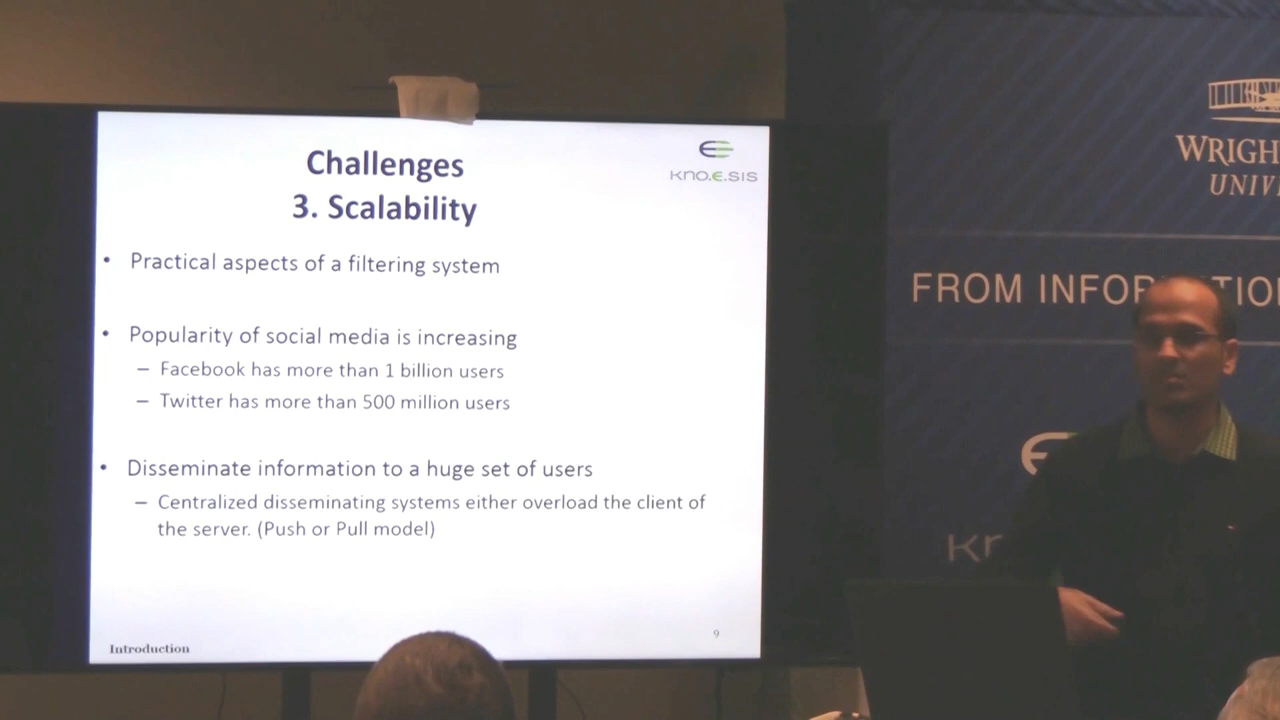 Challenges
3. Scalability
KNO.E.SIS
• Practical aspects of a filtering system
• Popularity of social media is increasing
– Facebook has more than 1 billion users
– Twitter has more than 500 million users
• Disseminate information to a huge set of users
– Centralized disseminating systems either overload the client of
the server. (Push or Pull model)
Introduction
9
WRIGH
UNIV
FROM INFOR TIO
Kn